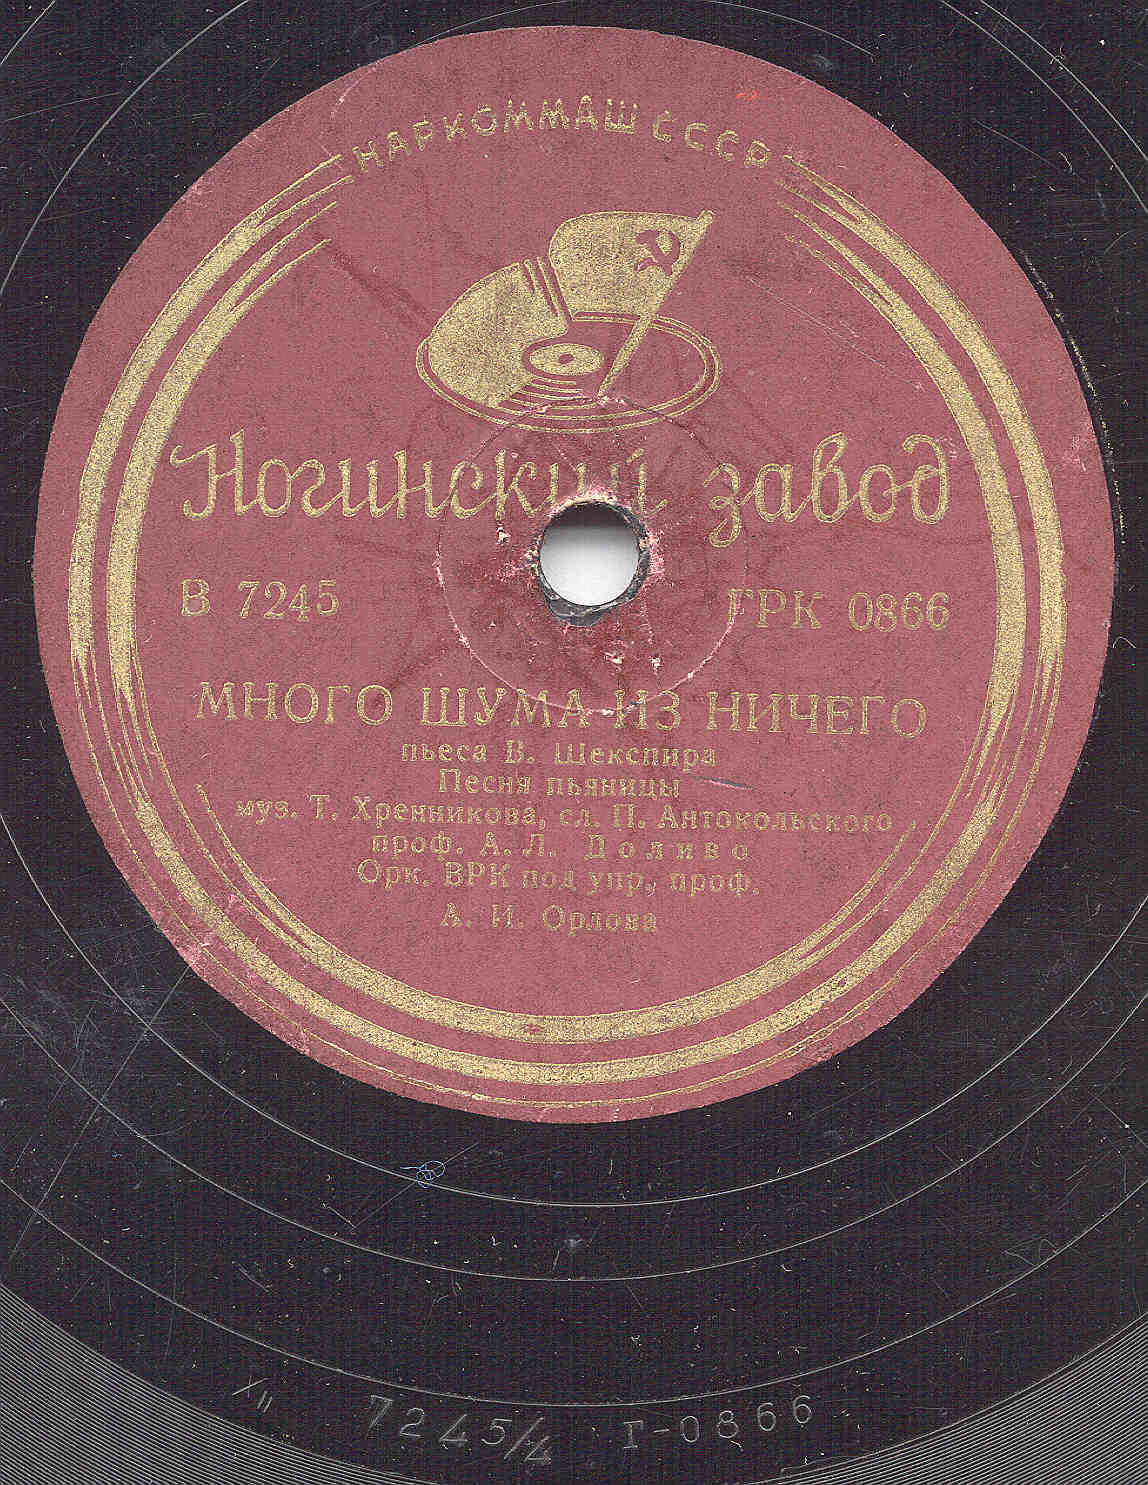 НАРКОММАШ СССР
Ногинский завод
В 7245 ГРК 0866
МНОГО ШУМА ИЗ НИЧЕГО
пьеса В. Шекспира
Песня пьяницы
муз. Т. Хренникова, сл. П. Антокольского
проф. А. Л. Доливо
Орк. ВРК под упр., проф.
А. И. Орлова
XII 7245/4 Г-0866